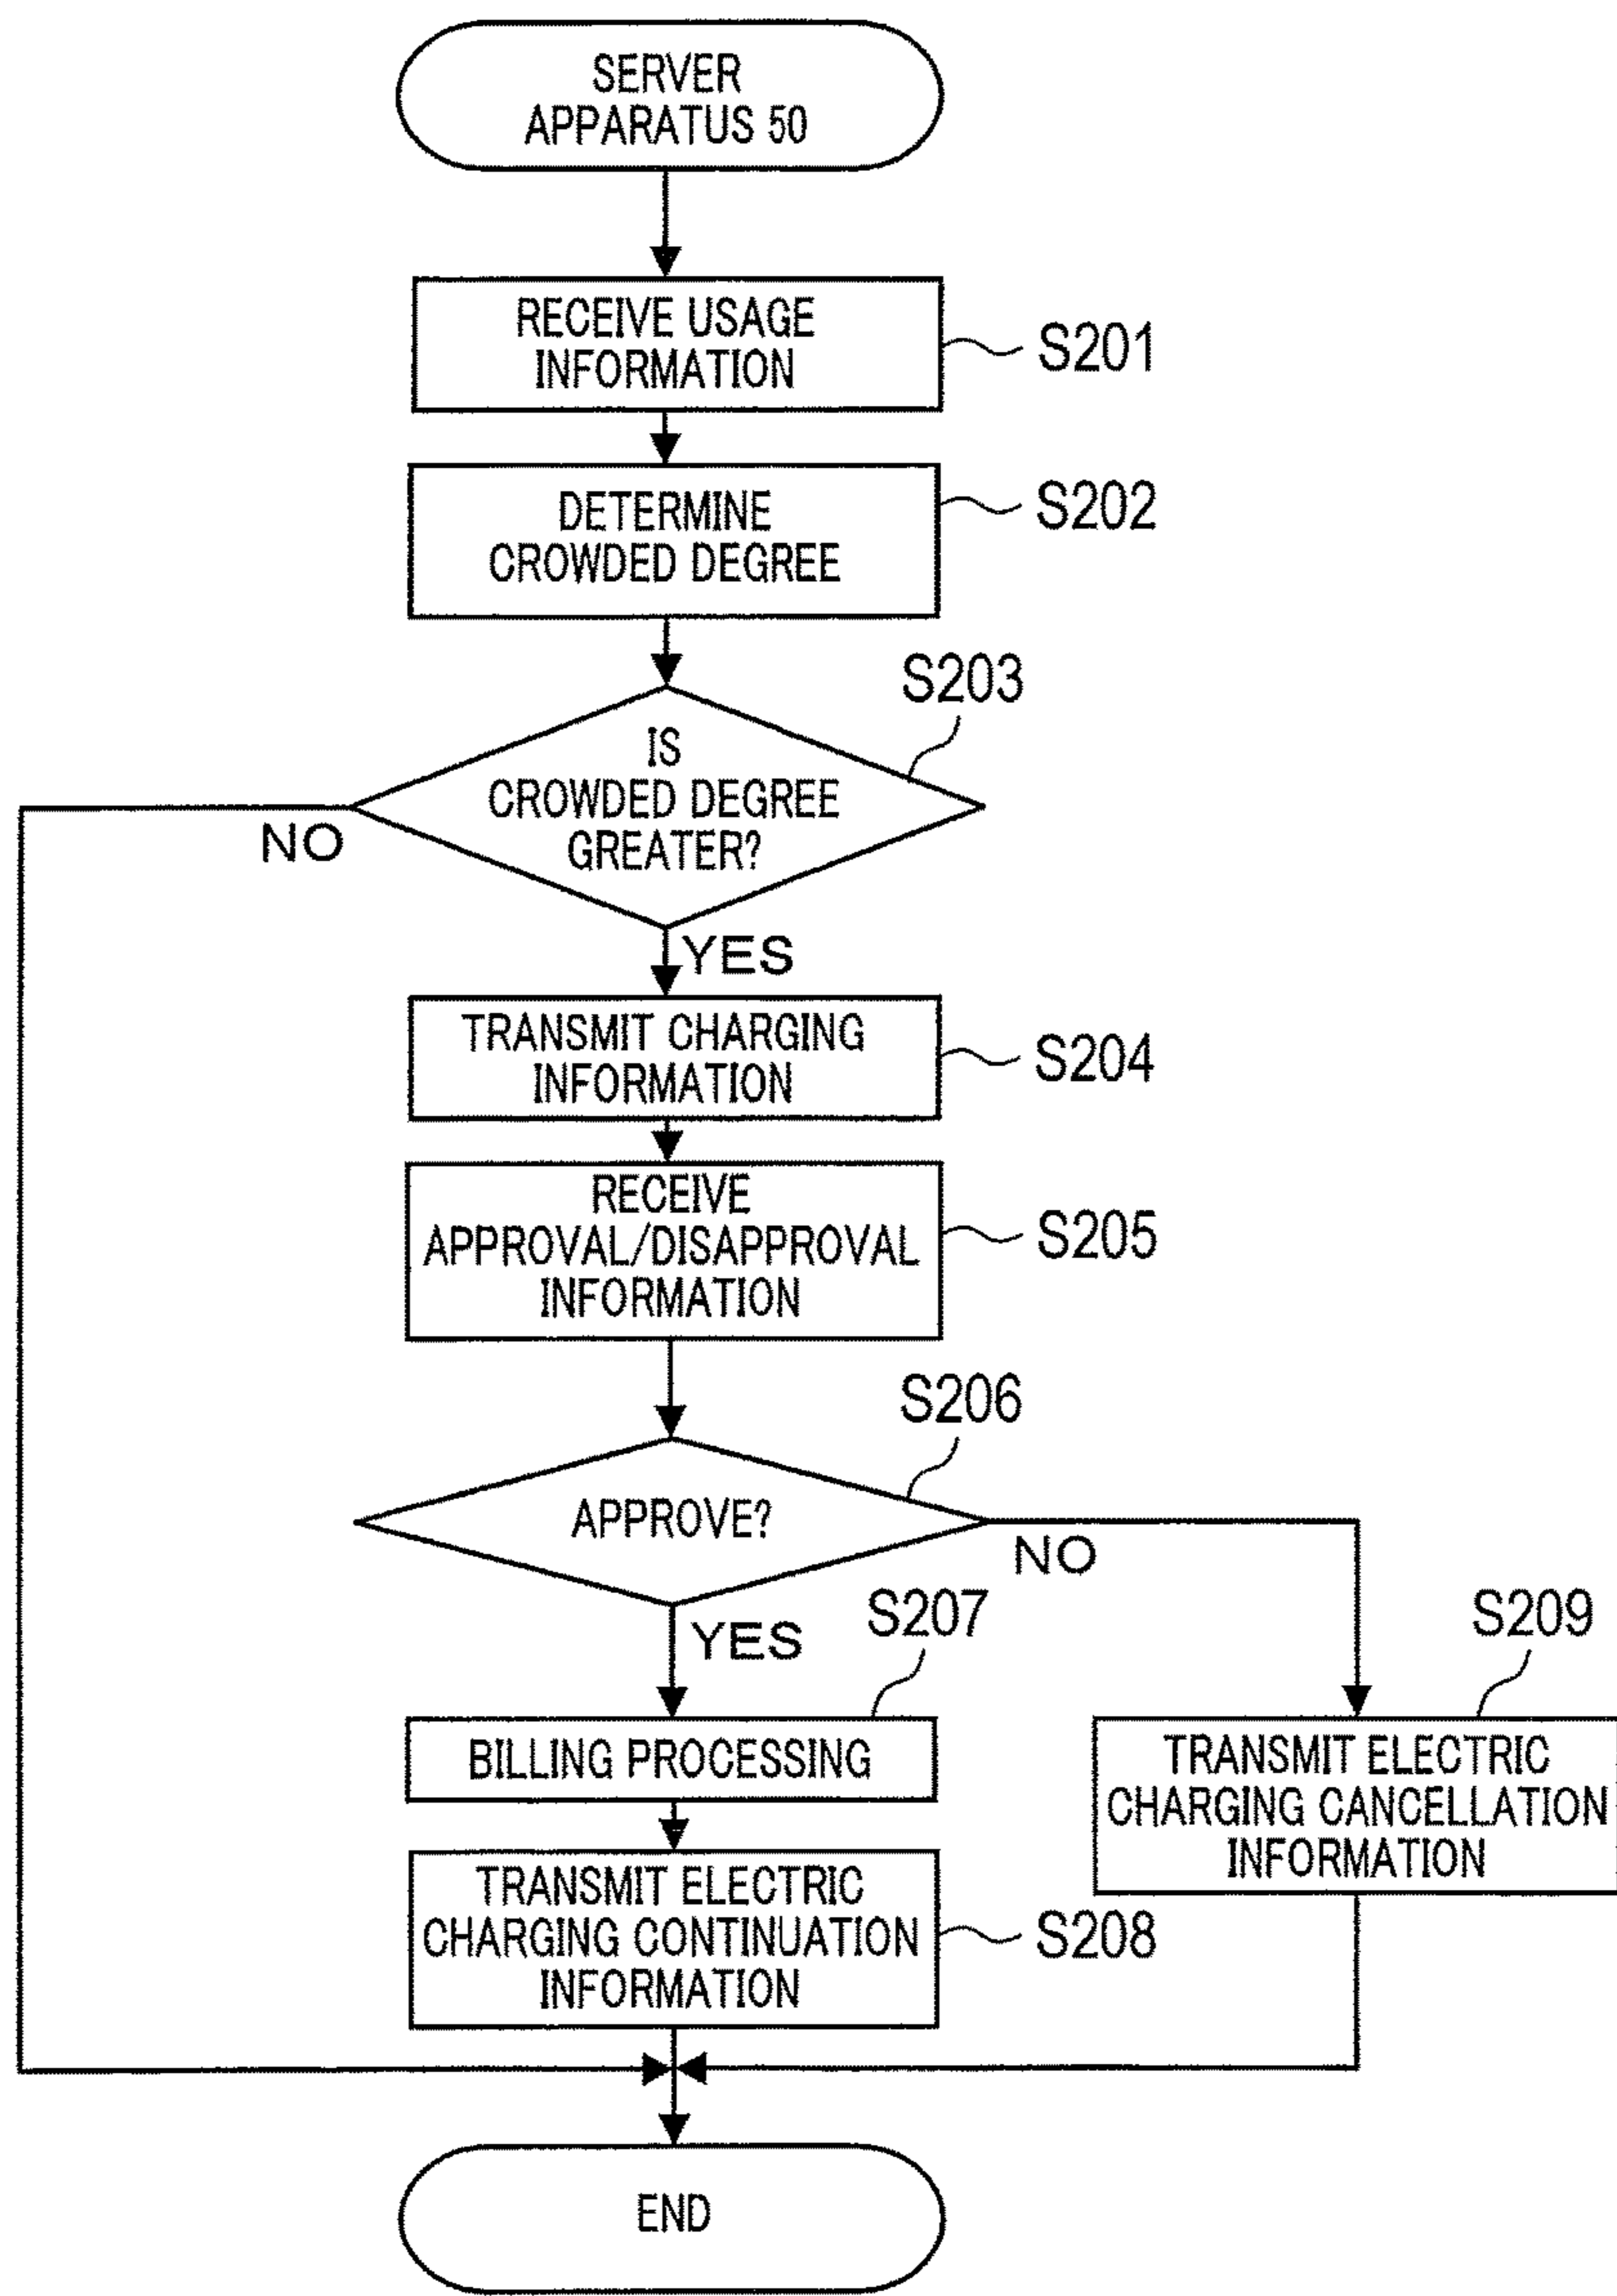 SERVER
APPARATUS 50
RECEIVE USAGE
INFORMATION
S201
DETERMINE
CROWDED DEGREE
S202
S203
IS
CROWDED DEGREE
GREATER?
NO
YES
TRANSMIT CHARGING
INFORMATION
S204
RECEIVE
APPROVAL/DISAPPROVAL
INFORMATION
S205
S206
APPROVE?
NO
YES
S207
BILLING PROCESSING
S209
TRANSMIT ELECTRIC
CHARGING CANCELLATION
INFORMATION
TRANSMIT ELECTRIC
CHARGING CONTINUATION
INFORMATION
S208
END